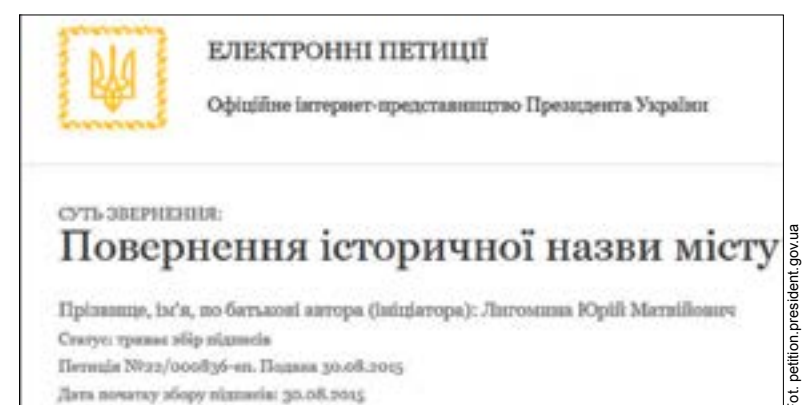 ЕЛЕКТРОННІ ПЕТИЦІЇ
Офіційне інтернет-представництво Президента України
СУТЬ ЗВЕРНЕННЯ:
Повернення історичної назви місту
Прізвище, ім'я, по батькові автора (ініціатора): Лигомина Юрій Матвійович
Статус: триває збір підписів
Петиція №22/000836-еп. Подана 30.08.2015
Дата початку збору підписів: 30.08.2015
Fot. petition.president.gov.ua